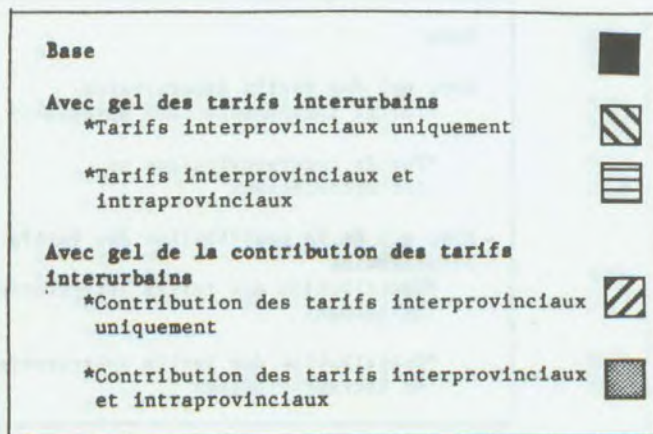 Base
Avec gel des tarifs interurbains
*Tarifs interprovinciaux uniquement
*Tarifs interprovinciaux et
intraprovinciaux
Avec gel de la contribution des tarifs
interurbains
*Contribution des tarifs interprovinciaux
uniquement
*Contribution des tarifs interprovinciaux
et intraprovinciaux